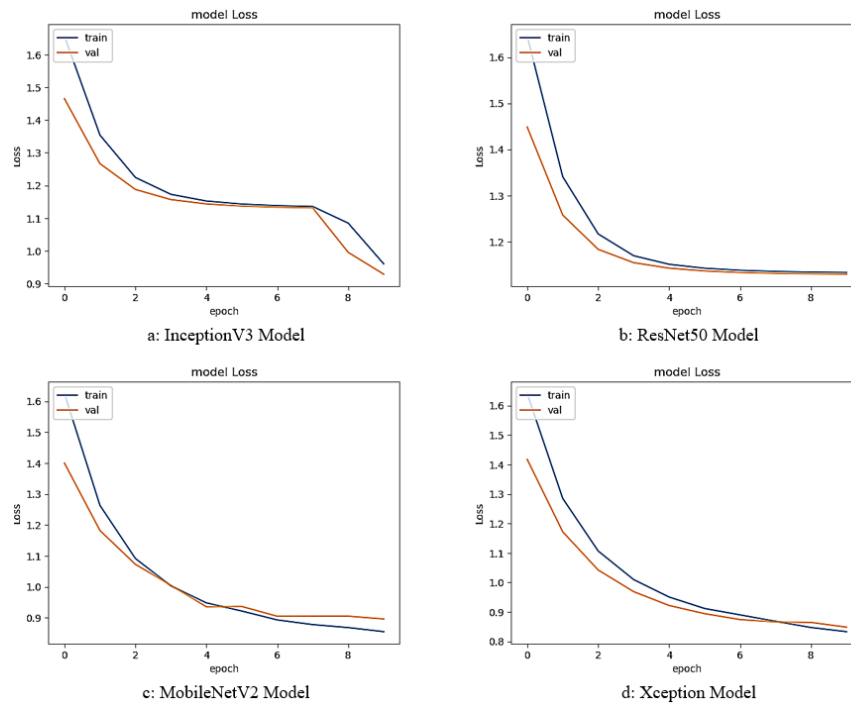 model Loss
train
val
1.6
1.5
1.4
1.3
1.2
1.1
1.0
0.9
Loss
0 2 4 6 8
epoch
a: InceptionV3 Model
model Loss
train
val
1.6
1.5
1.4
1.3
1.2
Loss
0 2 4 6 8
epoch
b: ResNet50 Model
model Loss
train
val
1.6
1.5
1.4
1.3
1.2
1.1
1.0
0.9
Loss
0 2 4 6 8
epoch
c: MobileNetV2 Model
model Loss
train
val
1.6
1.5
1.4
1.3
1.2
1.1
1.0
0.9
0.8
Loss
0 2 4 6 8
epoch
d: Xception Model